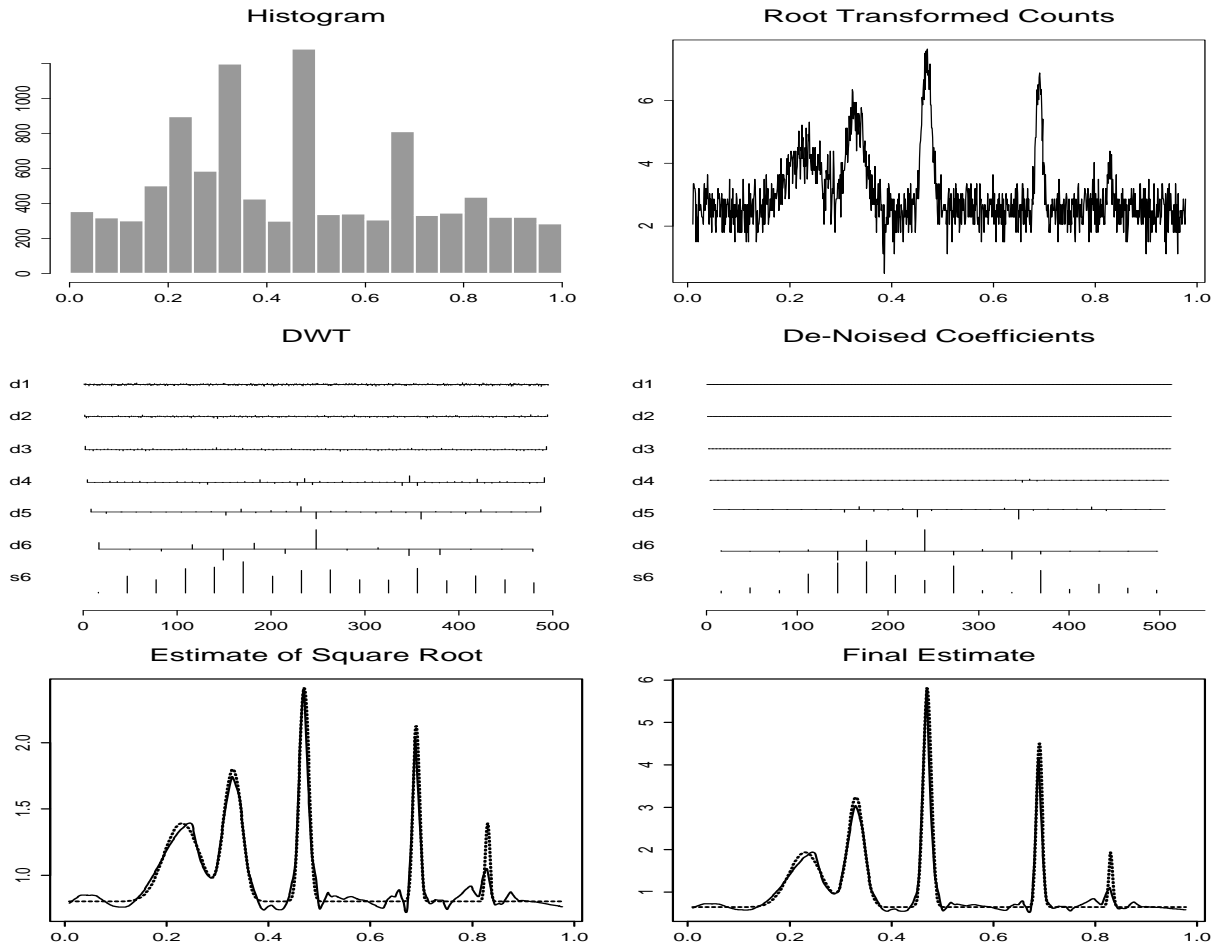 Histogram
0 200 400 600 800 1000
0.0 0.2 0.4 0.6 0.8 1.0
Root Transformed Counts
2 4 6
0.0 0.2 0.4 0.6 0.8 1.0
DWT
d1
d2
d3
d4
d5
d6
s6
0 100 200 300 400 500
De-Noised Coefficients
d1
d2
d3
d4
d5
d6
s6
0 100 200 300 400 500
Estimate of Square Root
1.0 1.5 2.0
0.0 0.2 0.4 0.6 0.8 1.0
Final Estimate
1 2 3 4 5 6
0.0 0.2 0.4 0.6 0.8 1.0